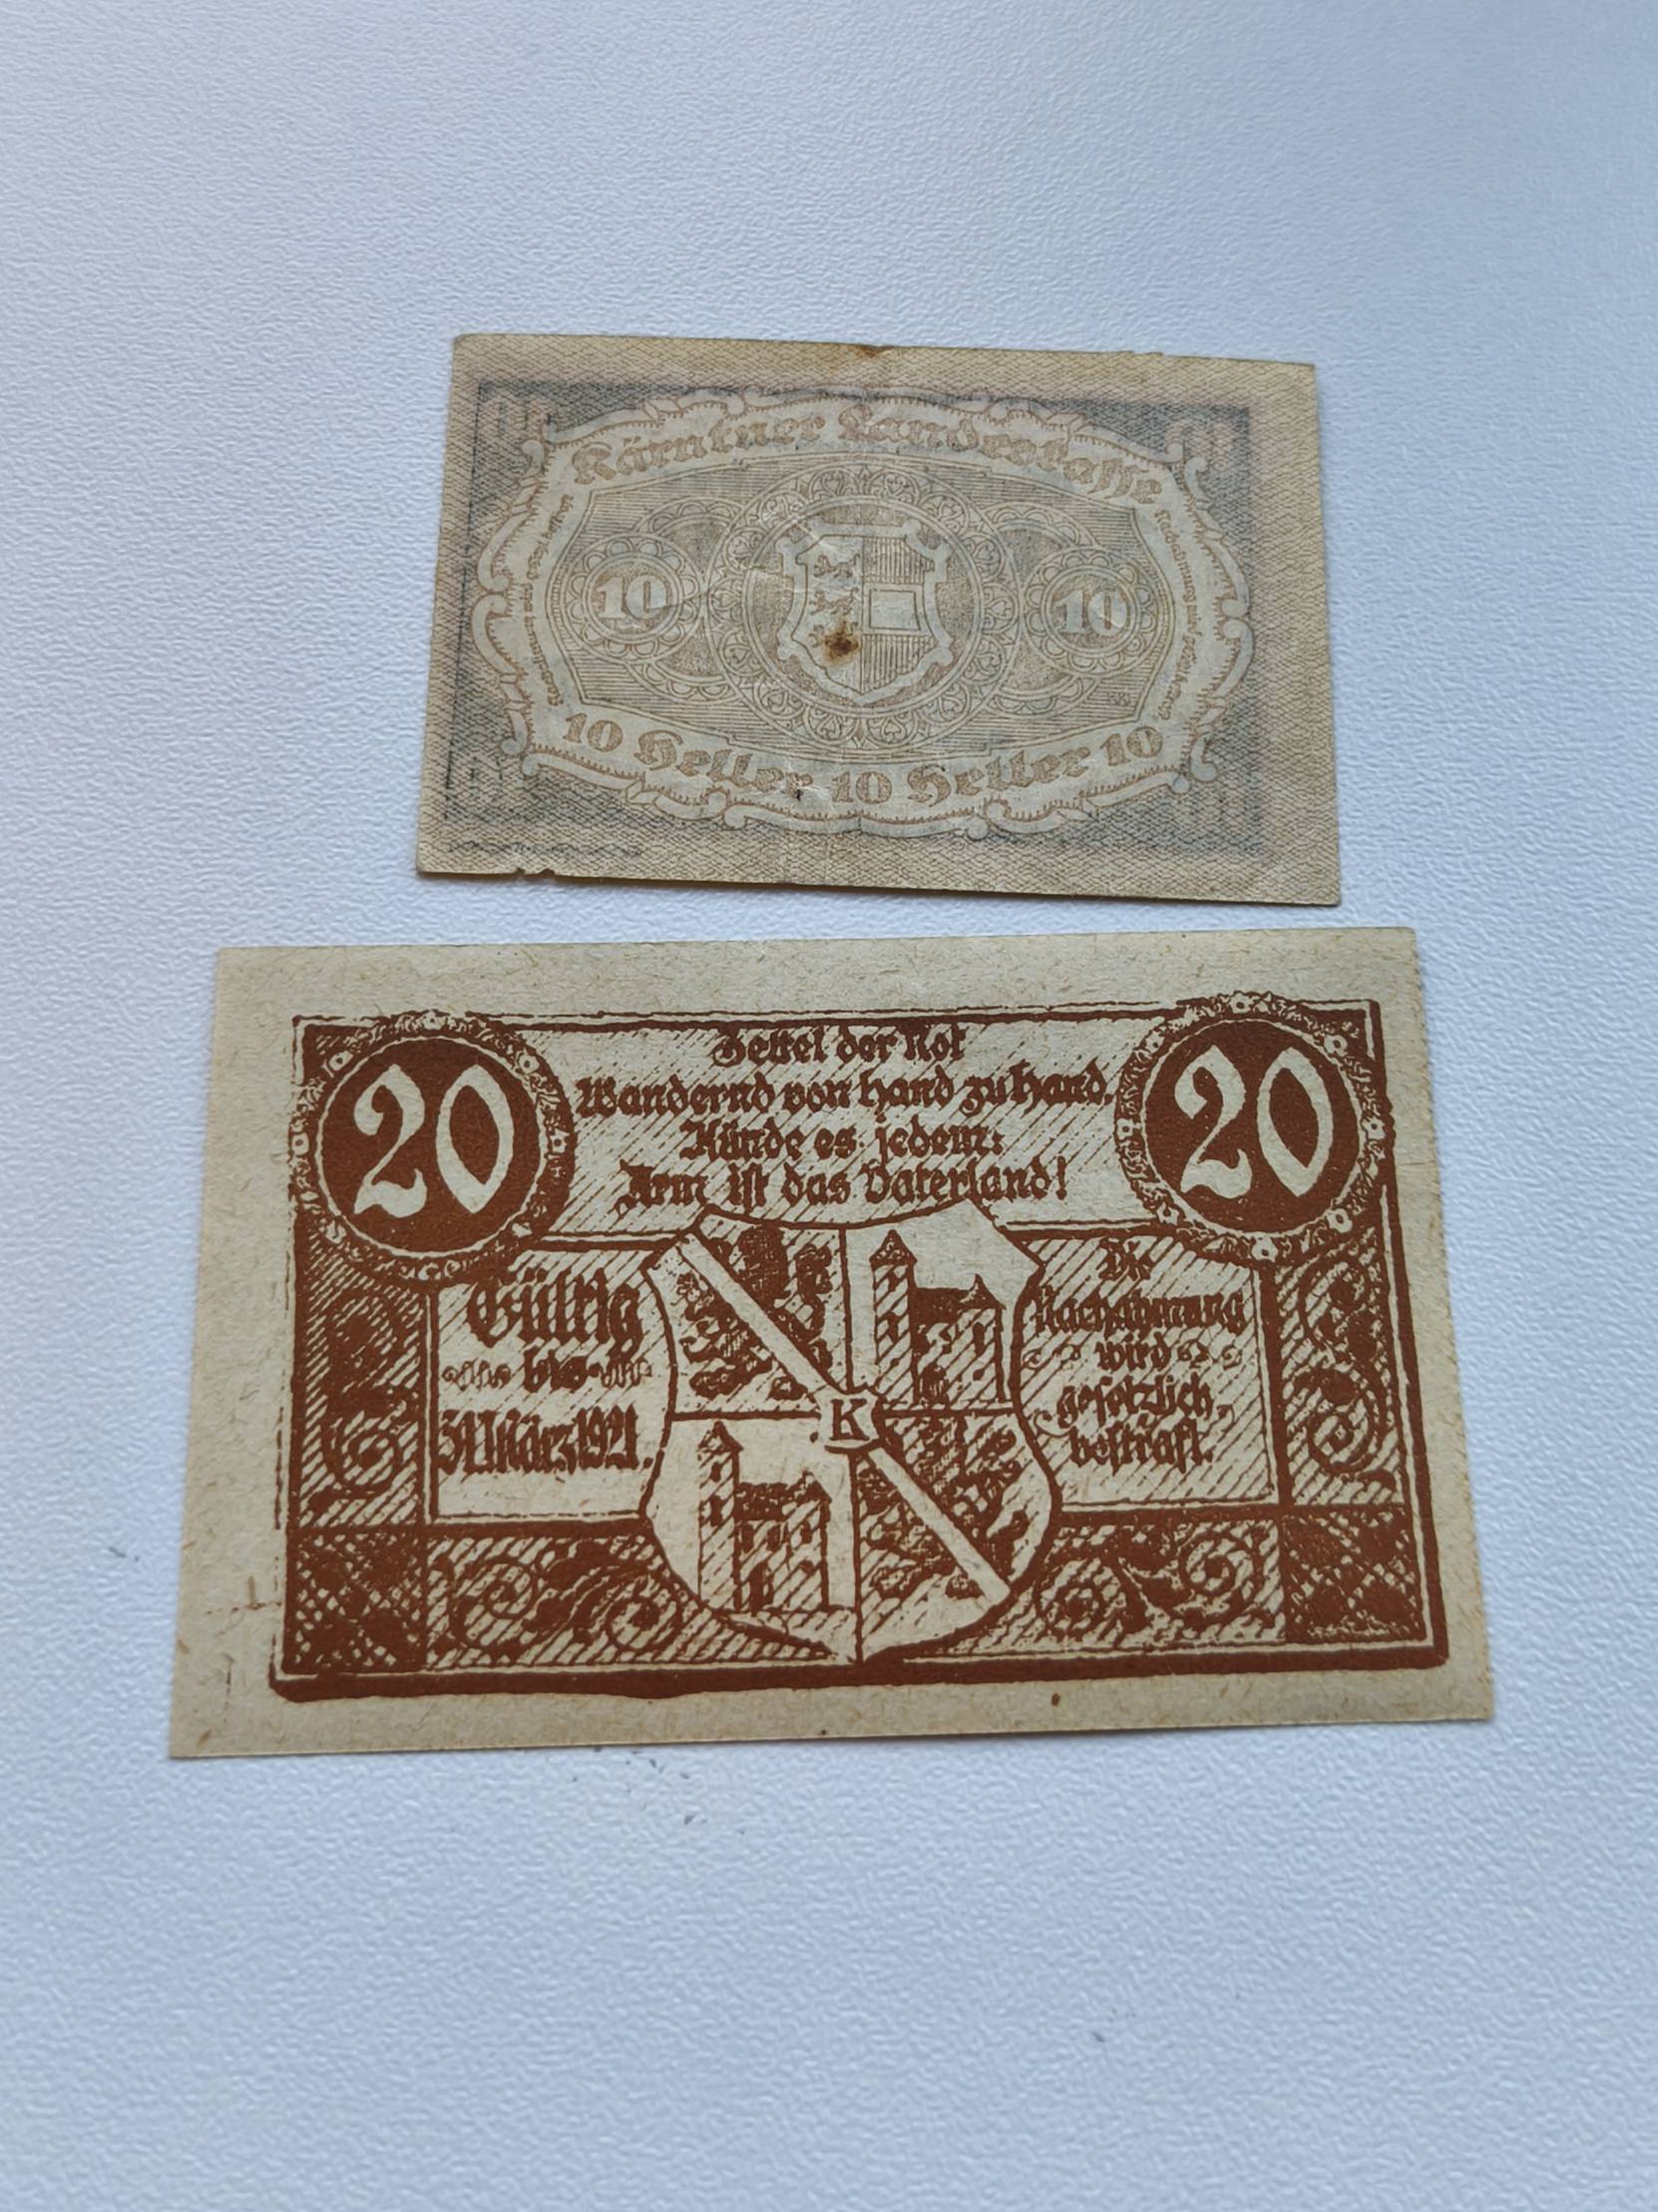 Kärntner Landeskasse
10 10
10 Heller 10 Heller 10
20 20
Zettel der Not
Wandernd von Hand zu Hand,
Künde es jedem:
Arm ist das Vaterland!
Gültig
bis
31. März 1921.
Die
Nachahmung
wird
gesetzlich
bestraft.
K